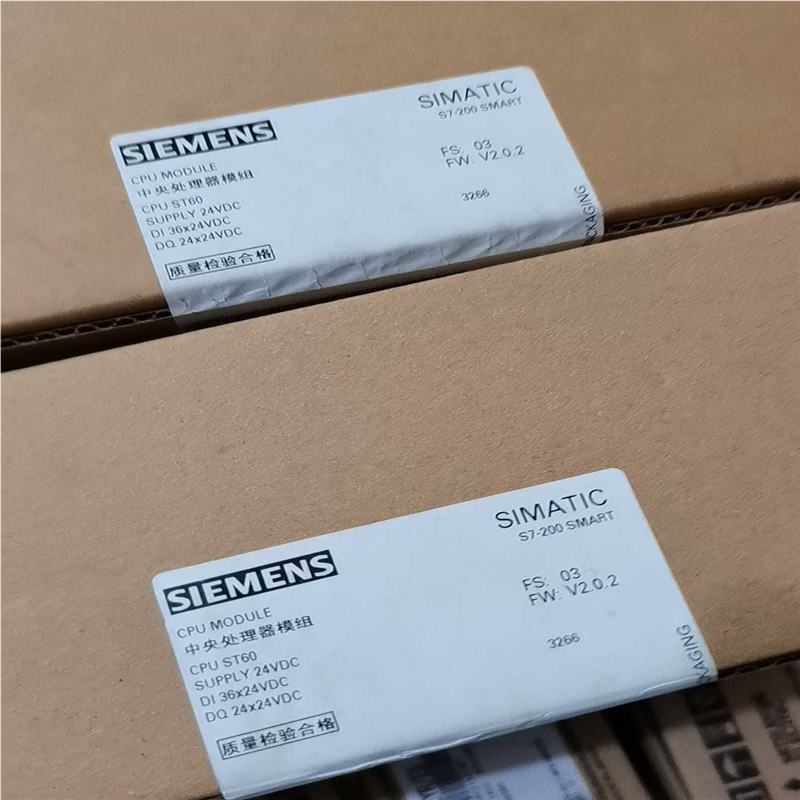 SIEMENS
CPU MODULE
中央处理器模组
CPU ST60
SUPPLY 24VDC
DI 36x24VDC
DQ 24x24VDC
质量检验合格
SIMATIC
S7-200 SMART
FS: 03
FW: V2.0.2
3266
SIEMENS
CPU MODULE
中央处理器模组
CPU ST60
SUPPLY 24VDC
DI 36x24VDC
DQ 24x24VDC
质量检验合格
SIMATIC
S7-200 SMART
FS: 03
FW: V2.0.2
3266